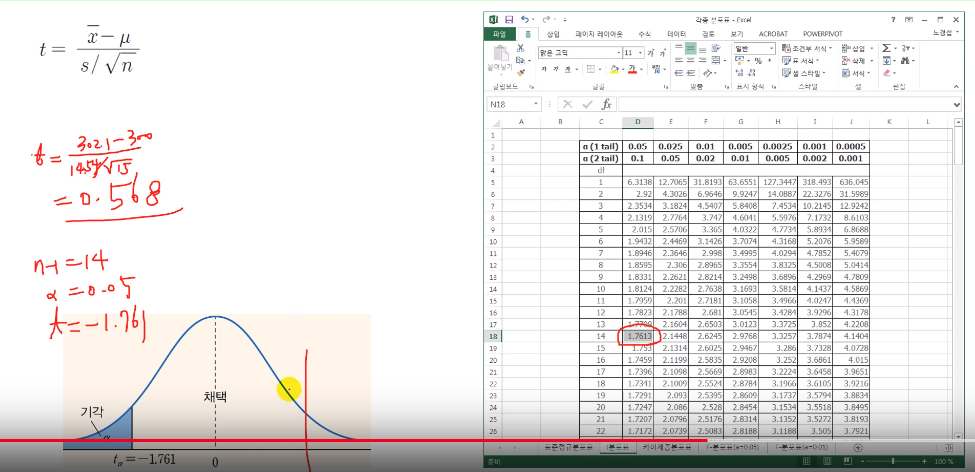 t = x̄ − μ / s/√n
t = 302.1−300 / 14.54/√15
= 0.568
n-1 = 14
α = 0.05
t = -1.761
기각
α
채택
tα = −1.761
0
각종 분포표 - Excel
파일 홈 삽입 페이지 레이아웃 수식 데이터 검토 보기 ACROBAT POWERPIVOT
노경섭
맑은 고딕 11 일반 조건부 서식 삽입
붙여넣기 가 가 가 % 표 서식 삭제
셀 스타일 서식
클립보드 글꼴 맞춤 표시 형식 스타일 셀 편집
N18 fx
A B C D E F G H I J K L
1
2 α (1 tail) 0.05 0.025 0.01 0.005 0.0025 0.001 0.0005
3 α (2 tail) 0.1 0.05 0.02 0.01 0.005 0.002 0.001
4 df
5 1 6.3138 12.7065 31.8193 63.6551 127.3447 318.493 636.045
6 2 2.92 4.3026 6.9646 9.9247 14.0887 22.3276 31.5989
7 3 2.3534 3.1824 4.5407 5.8408 7.4534 10.2145 12.9242
8 4 2.1319 2.7764 3.747 4.6041 5.5976 7.1732 8.6103
9 5 2.015 2.5706 3.365 4.0322 4.7734 5.8934 6.8688
10 6 1.9432 2.4469 3.1426 3.7074 4.3168 5.2076 5.9589
11 7 1.8946 2.3646 2.998 3.4995 4.0294 4.7852 5.4079
12 8 1.8595 2.306 2.8965 3.3554 3.8325 4.5008 5.0414
13 9 1.8331 2.2621 2.8214 3.2498 3.6896 4.2969 4.7809
14 10 1.8124 2.2282 2.7638 3.1693 3.5814 4.1437 4.5869
15 11 1.7959 2.201 2.7181 3.1058 3.4966 4.0247 4.4369
16 12 1.7823 2.1788 2.681 3.0545 3.4284 3.9296 4.3178
17 13 1.7709 2.1604 2.6503 3.0123 3.3725 3.852 4.2208
18 14 1.7613 2.1448 2.6245 2.9768 3.3257 3.7874 4.1404
19 15 1.753 2.1314 2.6025 2.9467 3.286 3.7328 4.0728
20 16 1.7459 2.1199 2.5835 2.9208 3.252 3.6861 4.015
21 17 1.7396 2.1098 2.5669 2.8983 3.2224 3.6458 3.9651
22 18 1.7341 2.1009 2.5524 2.8784 3.1966 3.6105 3.9216
23 19 1.7291 2.093 2.5395 2.8609 3.1737 3.5794 3.8834
24 20 1.7247 2.086 2.528 2.8454 3.1534 3.5518 3.8495
25 21 1.7207 2.0796 2.5176 2.8314 3.1352 3.5272 3.8193
26 22 1.7172 2.0739 2.5083 2.8188 3.1188 3.505 3.7921
표준정규분포표 t분포표 카이제곱분포표 F-분포표(a=0.05) F-분포표(a=0.01)
준비 100 %